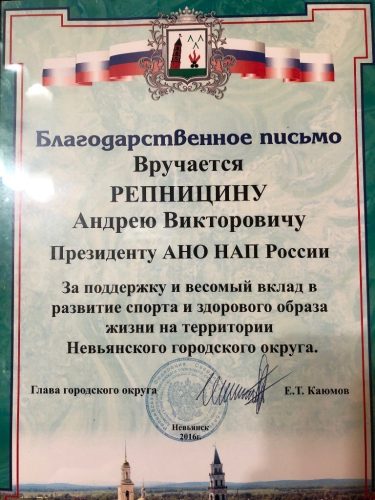 Благодарственное письмо
Вручается
РЕПНИЦИНУ
Андрею Викторовичу
Президенту АНО НАП России
За поддержку и весомый вклад в
развитие спорта и здорового образа
жизни на территории
Невьянского городского округа.
Глава городского округа Е.Т. Каюмов
Невьянск
2016г.